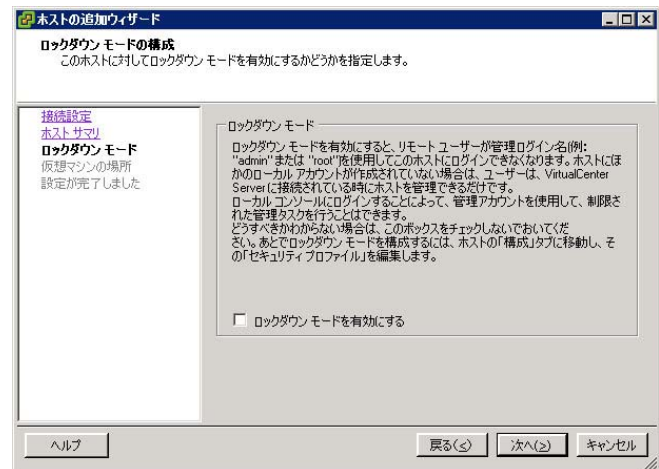 ホストの追加ウィザード
ロックダウン モードの構成
このホストに対してロックダウン モードを有効にするかどうかを指定します。
接続設定
ホスト サマリ
ロックダウン モード
仮想マシンの場所
設定が完了しました
ロックダウン モード
ロックダウン モードを有効にすると、リモート ユーザーが管理ログイン名(例:
"admin"または "root")を使用してこのホストにログインできなくなります。ホストにほ
かのローカル アカウントが作成されていない場合は、ユーザーは、VirtualCenter
Server に接続されている時にホストを管理できるだけです。
ローカル コンソールにログインすることによって、管理アカウントを使用して、制限さ
れた管理タスクを行うことはできます。
どうすべきかわからない場合は、このボックスをチェックしないでおいてくだ
さい。あとでロックダウン モードを構成するには、ホストの「構成」タブに移動し、そ
の「セキュリティ プロファイル」を編集します。
ロックダウン モードを有効にする
ヘルプ
戻る(<)
次へ(>)
キャンセル